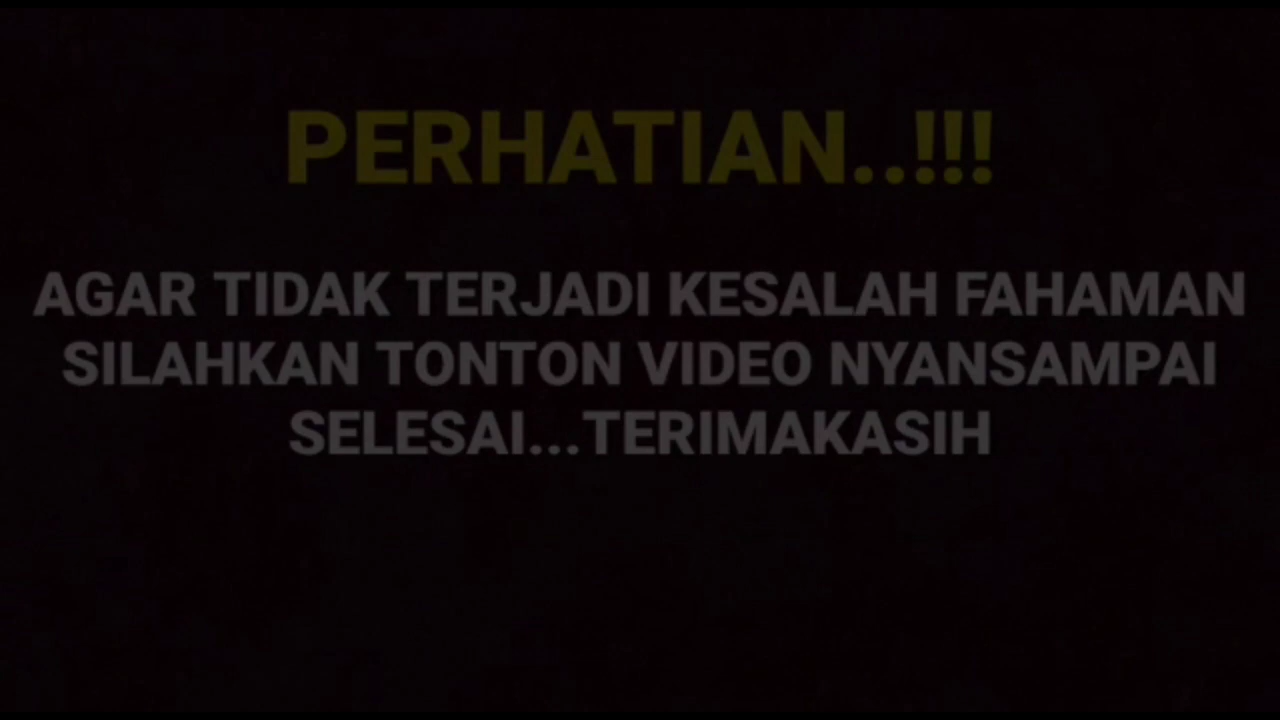 PERHATIAN..!!!
AGAR TIDAK TERJADI KESALAH FAHAMAN
SILAHKAN TONTON VIDEO NYANSAMPAI
SELESAI...TERIMAKASIH